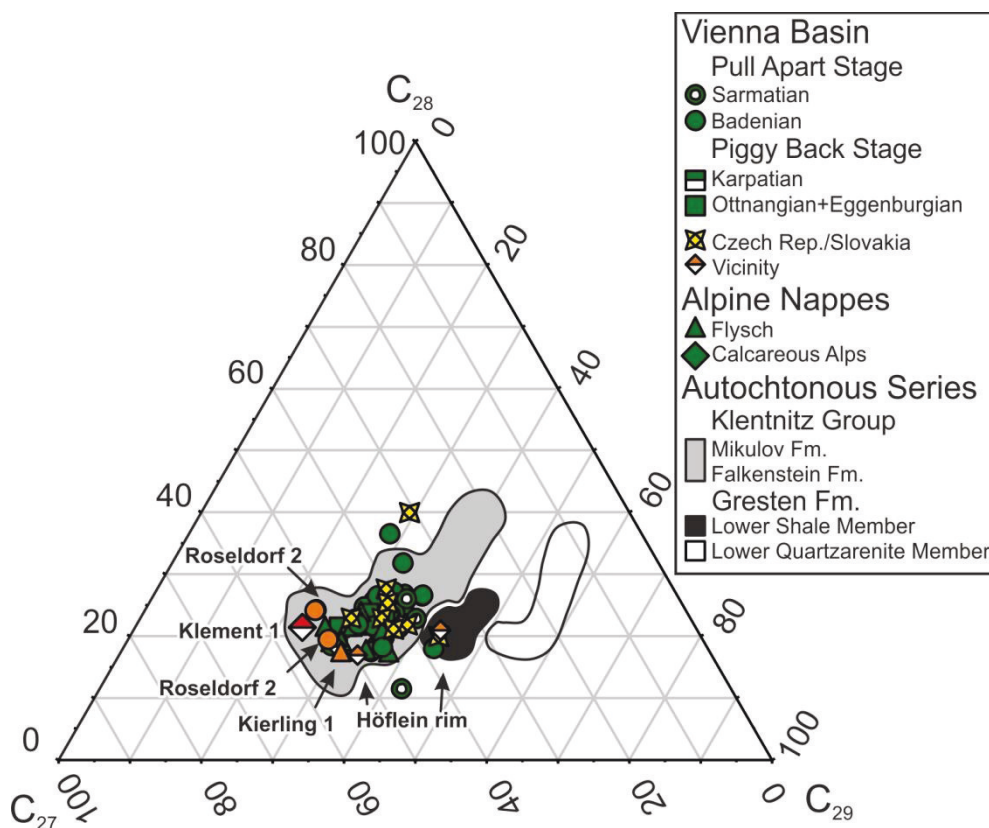 Vienna Basin
Pull Apart Stage
Sarmatian
Badenian
Piggy Back Stage
Karpatian
Ottnangian+Eggenburgian
Czech Rep./Slovakia
Vicinity
Alpine Nappes
Flysch
Calcareous Alps
Autochtonous Series
Klentnitz Group
Mikulov Fm.
Falkenstein Fm.
Gresten Fm.
Lower Shale Member
Lower Quartzarenite Member
C28
100
0
80
20
60
40
40
60
20
80
0
100
Roseldorf 2
Klement 1
Roseldorf 2
Kierling 1
Höflein rim
100
80
60
40
20
0
C27
C29